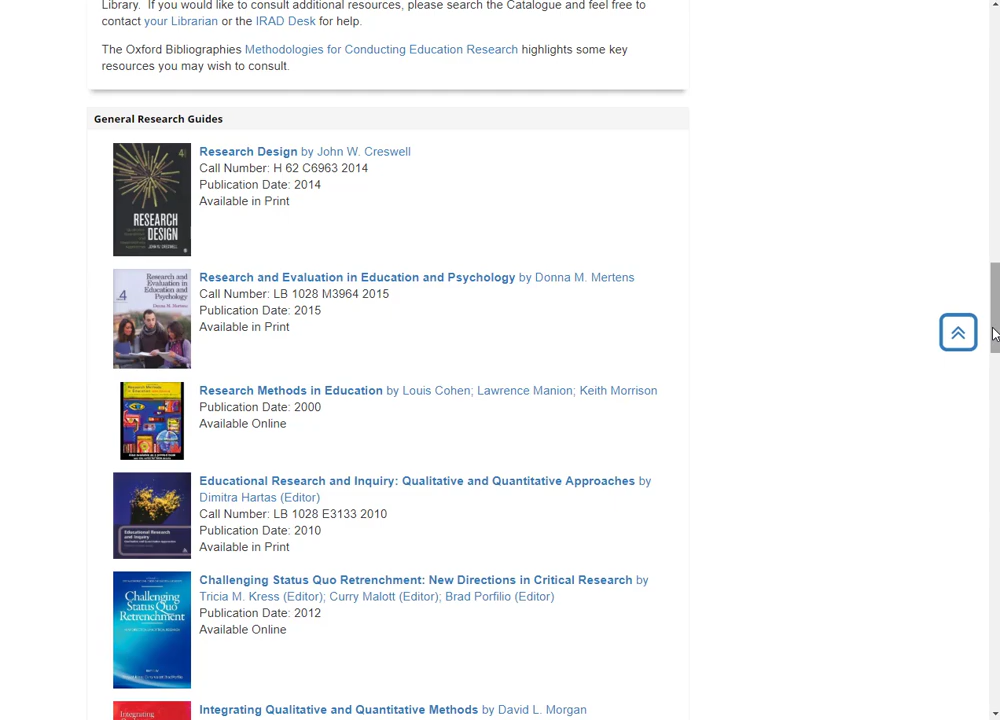 Library. If you would like to consult additional resources, please search the Catalogue and feel free to
contact your Librarian or the IRAD Desk for help.
The Oxford Bibliographies Methodologies for Conducting Education Research highlights some key
resources you may wish to consult.
General Research Guides
4
RESEARCH
DESIGN
JOHN W. CRESWELL
Research Design by John W. Creswell
Call Number: H 62 C6963 2014
Publication Date: 2014
Available in Print
Research and
Evaluation in
Education and
Psychology
Donna M. Mertens
4
Research and Evaluation in Education and Psychology by Donna M. Mertens
Call Number: LB 1028 M3964 2015
Publication Date: 2015
Available in Print
Research Methods in Education by Louis Cohen; Lawrence Manion; Keith Morrison
Publication Date: 2000
Available Online
Educational Research
and Inquiry
Educational Research and Inquiry: Qualitative and Quantitative Approaches by
Dimitra Hartas (Editor)
Call Number: LB 1028 E3133 2010
Publication Date: 2010
Available in Print
Challenging
Status Quo
Retrenchment
Challenging Status Quo Retrenchment: New Directions in Critical Research by
Tricia M. Kress (Editor); Curry Malott (Editor); Brad Porfilio (Editor)
Publication Date: 2012
Available Online
Integrating
Integrating Qualitative and Quantitative Methods by David L. Morgan